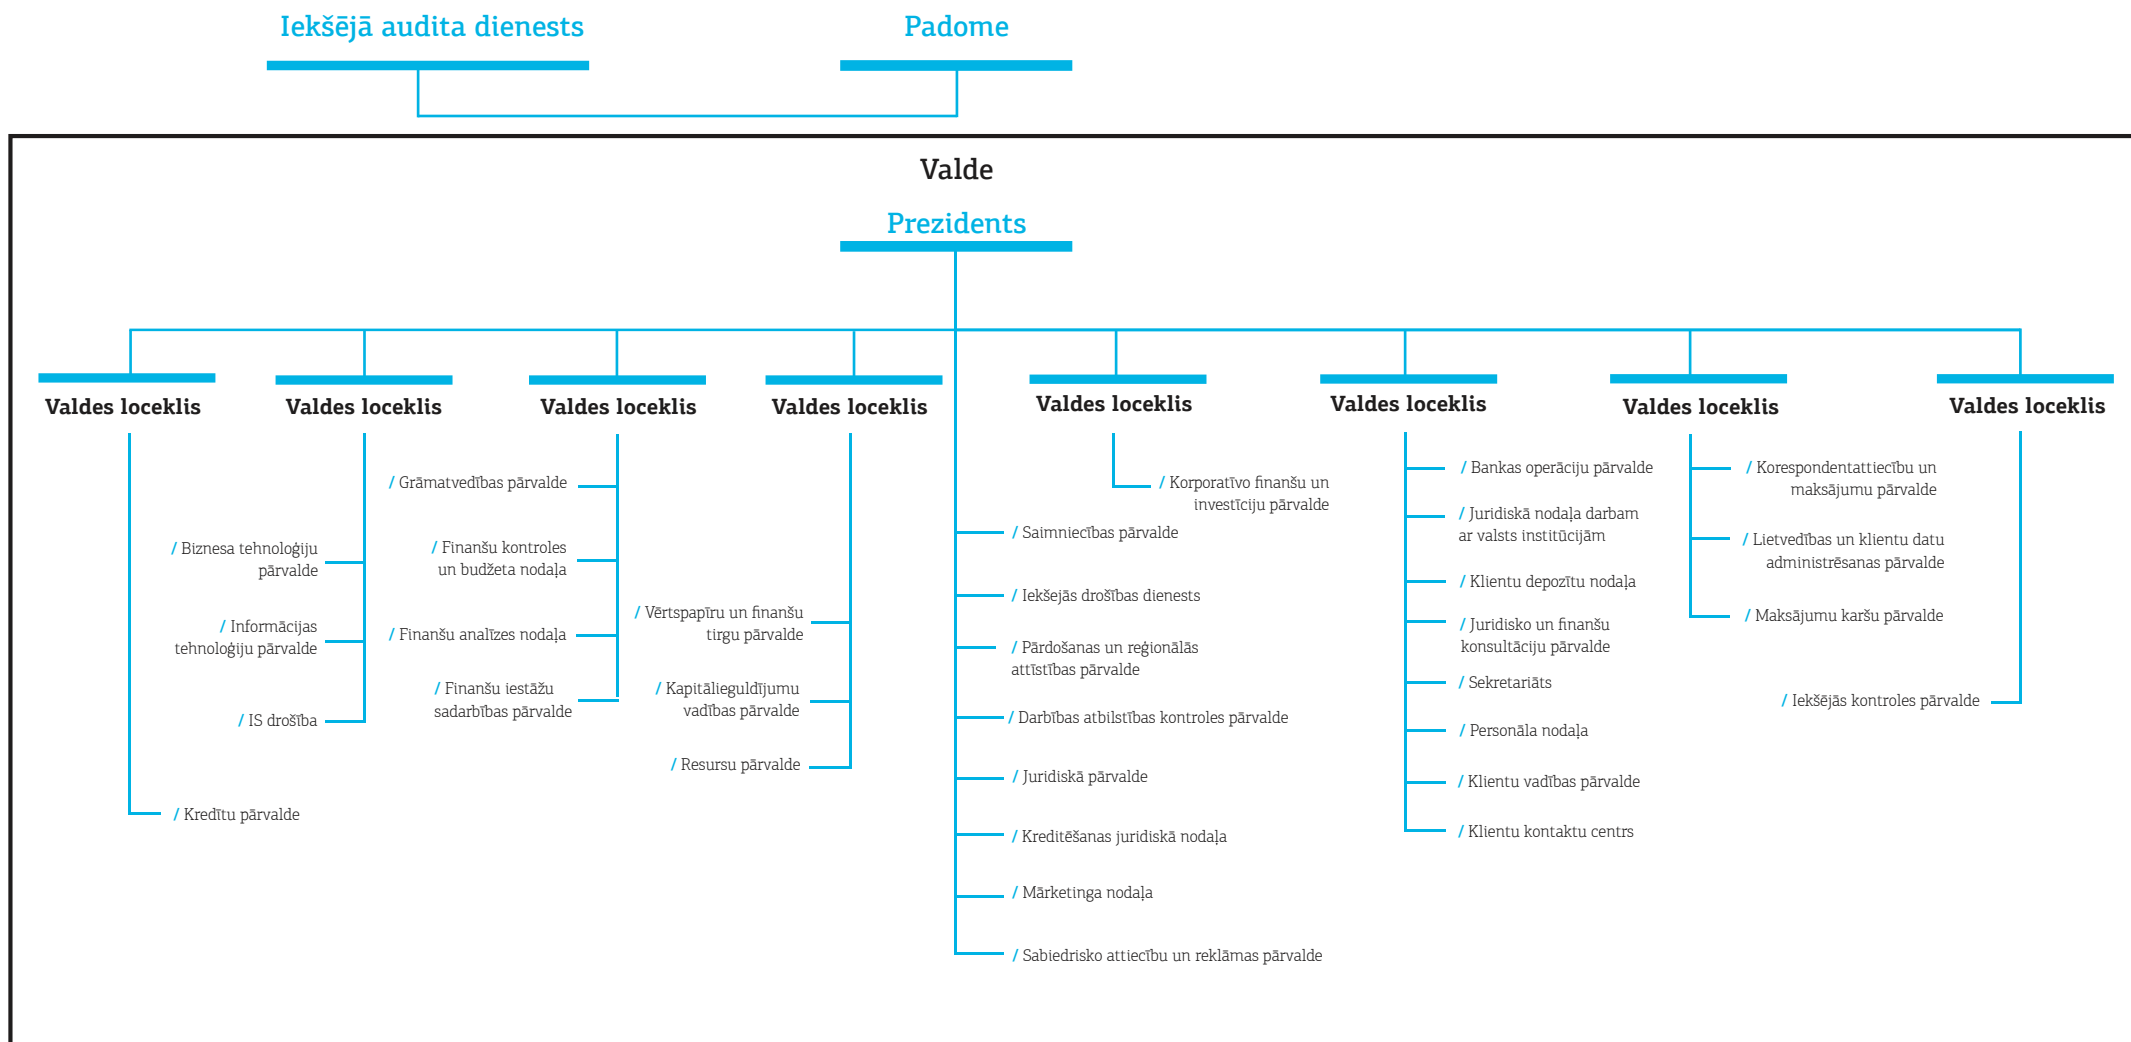 Iekšējā audita dienests
Padome
Valde
Prezidents
Valdes loceklis
/ Kredītu pārvalde
Valdes loceklis
/ Biznesa tehnoloģiju
pārvalde
/ Informācijas
tehnoloģiju pārvalde
/ IS drošība
Valdes loceklis
/ Grāmatvedības pārvalde
/ Finanšu kontroles
un budžeta nodaļa
/ Finanšu analīzes nodaļa
/ Finanšu iestāžu
sadarbības pārvalde
Valdes loceklis
/ Vērtspapīru un finanšu
tirgu pārvalde
/ Kapitālieguldījumu
vadības pārvalde
/ Resursu pārvalde
/ Saimniecības pārvalde
/ Iekšejās drošības dienests
/ Pārdošanas un reģionālās
attīstības pārvalde
/ Darbības atbilstības kontroles pārvalde
/ Juridiskā pārvalde
/ Kreditēšanas juridiskā nodaļa
/ Mārketinga nodaļa
/ Sabiedrisko attiecību un reklāmas pārvalde
Valdes loceklis
/ Korporatīvo finanšu un
investīciju pārvalde
Valdes loceklis
/ Bankas operāciju pārvalde
/ Juridiskā nodaļa darbam
ar valsts institūcijām
/ Klientu depozītu nodaļa
/ Juridisko un finanšu
konsultāciju pārvalde
/ Sekretariāts
/ Personāla nodaļa
/ Klientu vadības pārvalde
/ Klientu kontaktu centrs
Valdes loceklis
/ Korespondentattiecību un
maksājumu pārvalde
/ Lietvedības un klientu datu
administrēsanas pārvalde
/ Maksājumu karšu pārvalde
Valdes loceklis
/ Iekšējās kontroles pārvalde